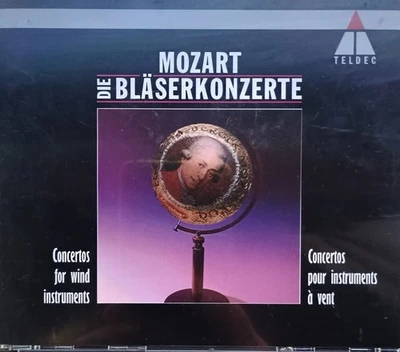 TELDEC
MOZART
DIE BLÄSERKONZERTE
Concertos
for wind
instruments
Concertos
pour instruments
à vent